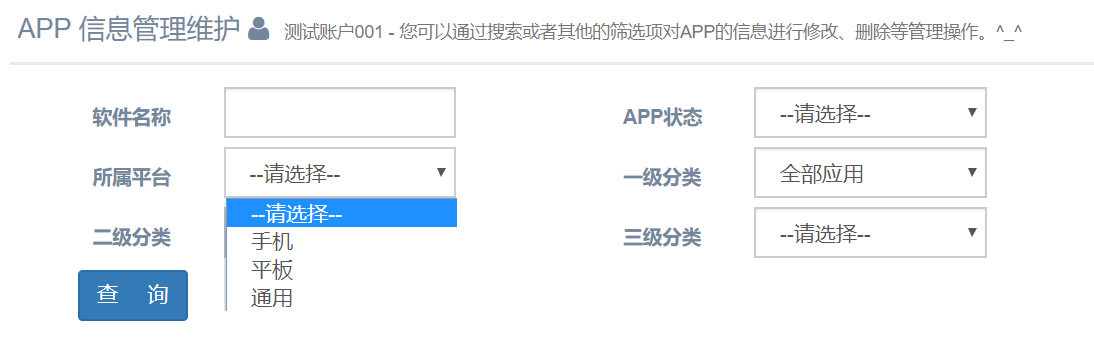 APP 信息管理维护 测试账户001 - 您可以通过搜索或者其他的筛选项对APP的信息进行修改、删除等管理操作。^_^
软件名称 APP状态 --请选择--
所属平台 --请选择-- 一级分类 全部应用
--请选择--
二级分类 手机 三级分类 --请选择--
平板
查 询 通用